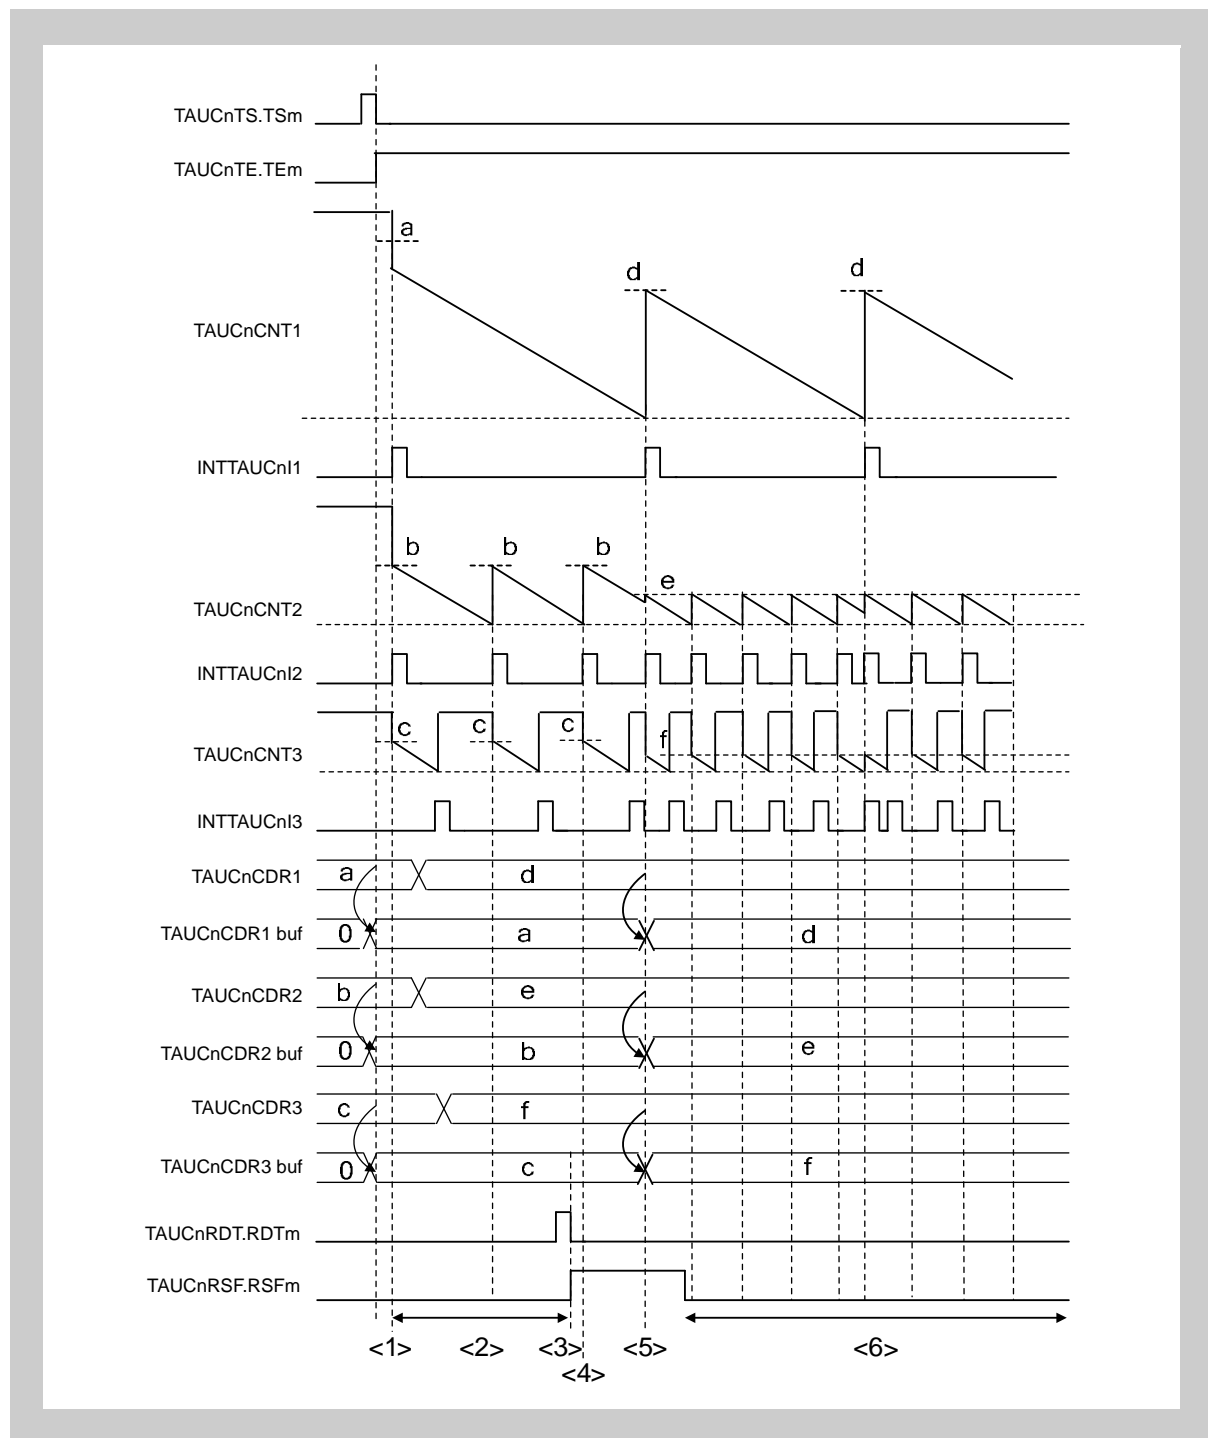 TAUCnTS.TSm
TAUCnTE.TEm
a
d
d
TAUCnCNT1
INTTAUCnI1
b
b
b
e
TAUCnCNT2
INTTAUCnI2
c
c
c
f
TAUCnCNT3
INTTAUCnI3
TAUCnCDR1
a
d
TAUCnCDR1 buf
0
a
d
TAUCnCDR2
b
e
TAUCnCDR2 buf
0
b
e
TAUCnCDR3
c
f
TAUCnCDR3 buf
0
c
f
TAUCnRDT.RDTm
TAUCnRSF.RSFm
<1>
<2>
<3>
<5>
<6>
<4>